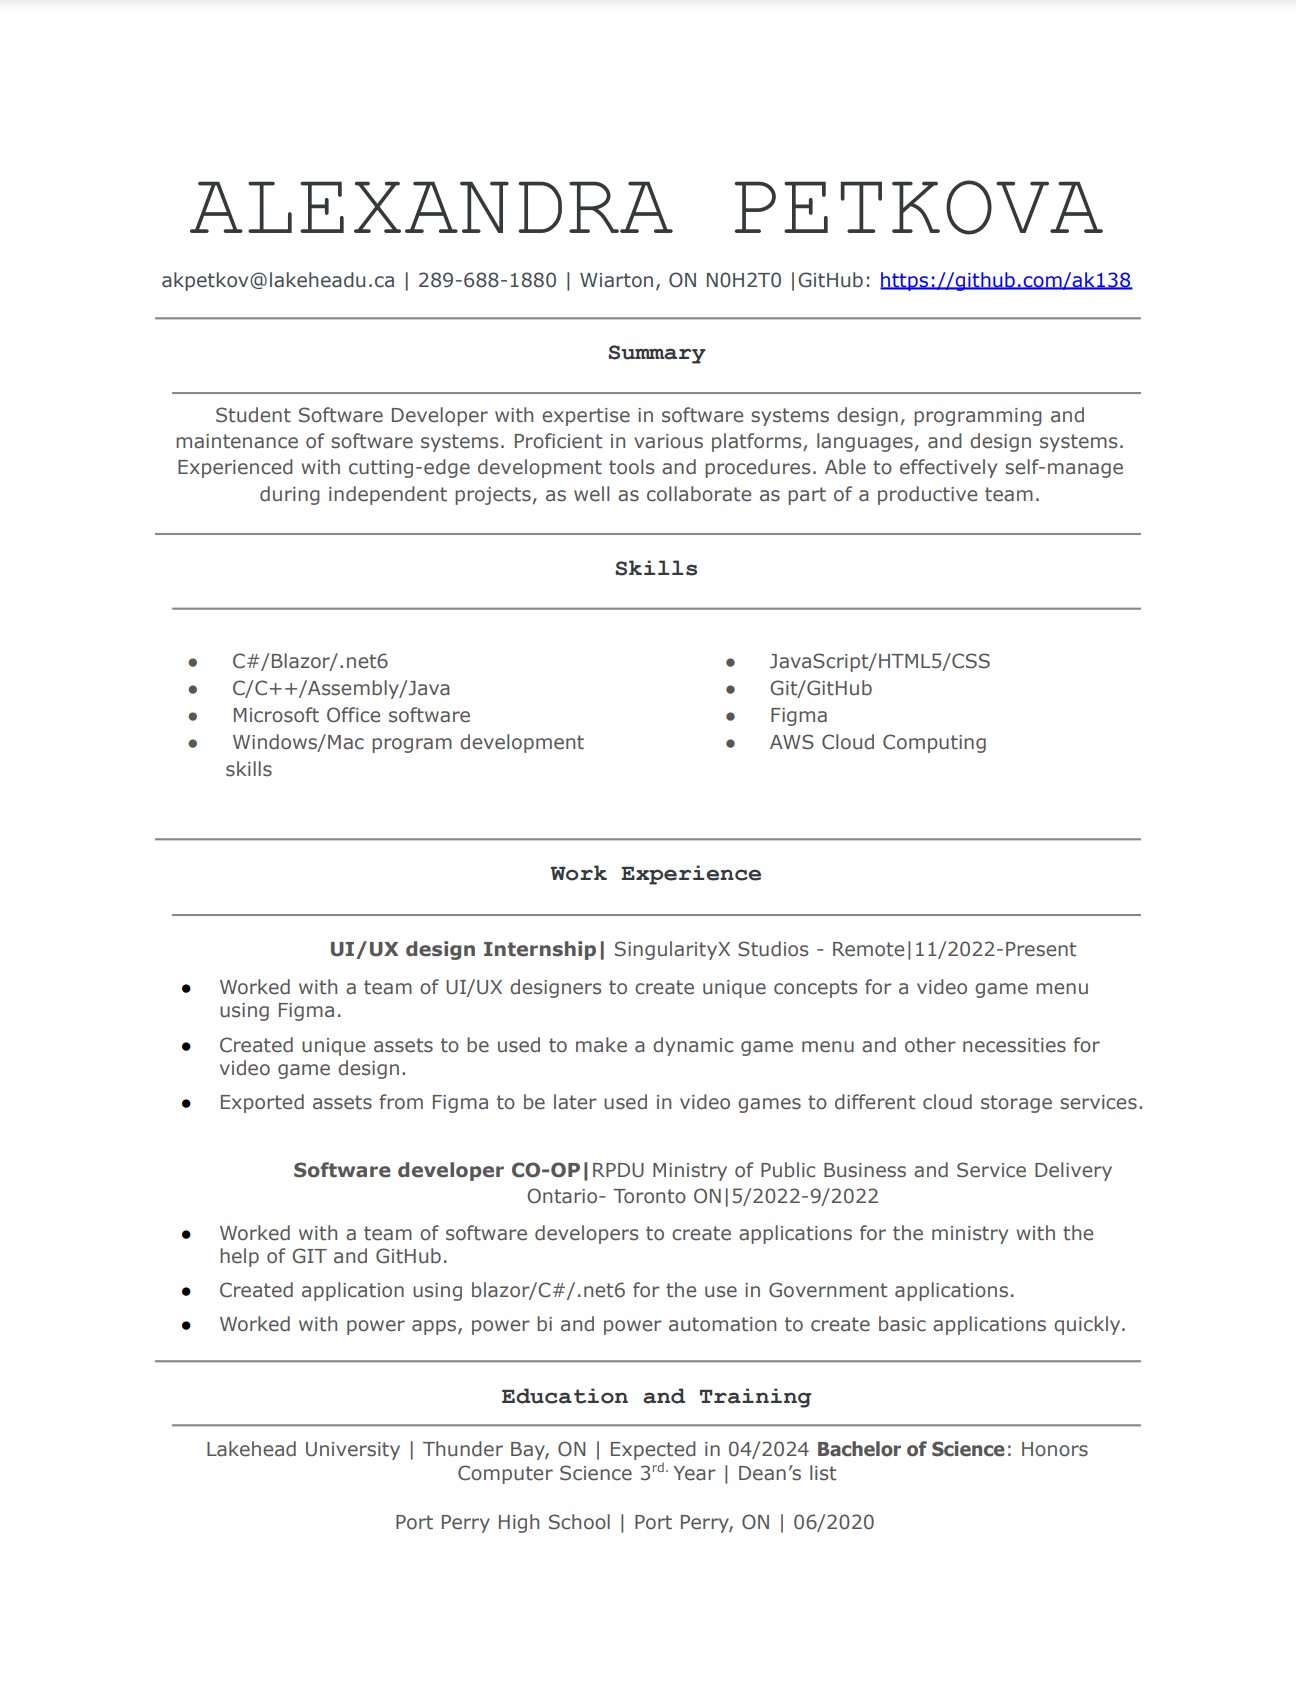 ALEXANDRA PETKOVA
akpetkov@lakeheadu.ca | 289-688-1880 | Wiarton, ON N0H2T0 |GitHub: https://github.com/ak138
Summary
Student Software Developer with expertise in software systems design, programming and
maintenance of software systems. Proficient in various platforms, languages, and design systems.
Experienced with cutting-edge development tools and procedures. Able to effectively self-manage
during independent projects, as well as collaborate as part of a productive team.
Skills
● C#/Blazor/.net6
● C/C++/Assembly/Java
● Microsoft Office software
● Windows/Mac program development
skills
● JavaScript/HTML5/CSS
● Git/GitHub
● Figma
● AWS Cloud Computing
Work Experience
UI/UX design Internship| SingularityX Studios - Remote|11/2022-Present
● Worked with a team of UI/UX designers to create unique concepts for a video game menu
using Figma.
● Created unique assets to be used to make a dynamic game menu and other necessities for
video game design.
● Exported assets from Figma to be later used in video games to different cloud storage services.
Software developer CO-OP|RPDU Ministry of Public Business and Service Delivery
Ontario- Toronto ON|5/2022-9/2022
● Worked with a team of software developers to create applications for the ministry with the
help of GIT and GitHub.
● Created application using blazor/C#/.net6 for the use in Government applications.
● Worked with power apps, power bi and power automation to create basic applications quickly.
Education and Training
Lakehead University | Thunder Bay, ON | Expected in 04/2024 Bachelor of Science: Honors
Computer Science 3rd. Year | Dean’s list
Port Perry High School | Port Perry, ON | 06/2020